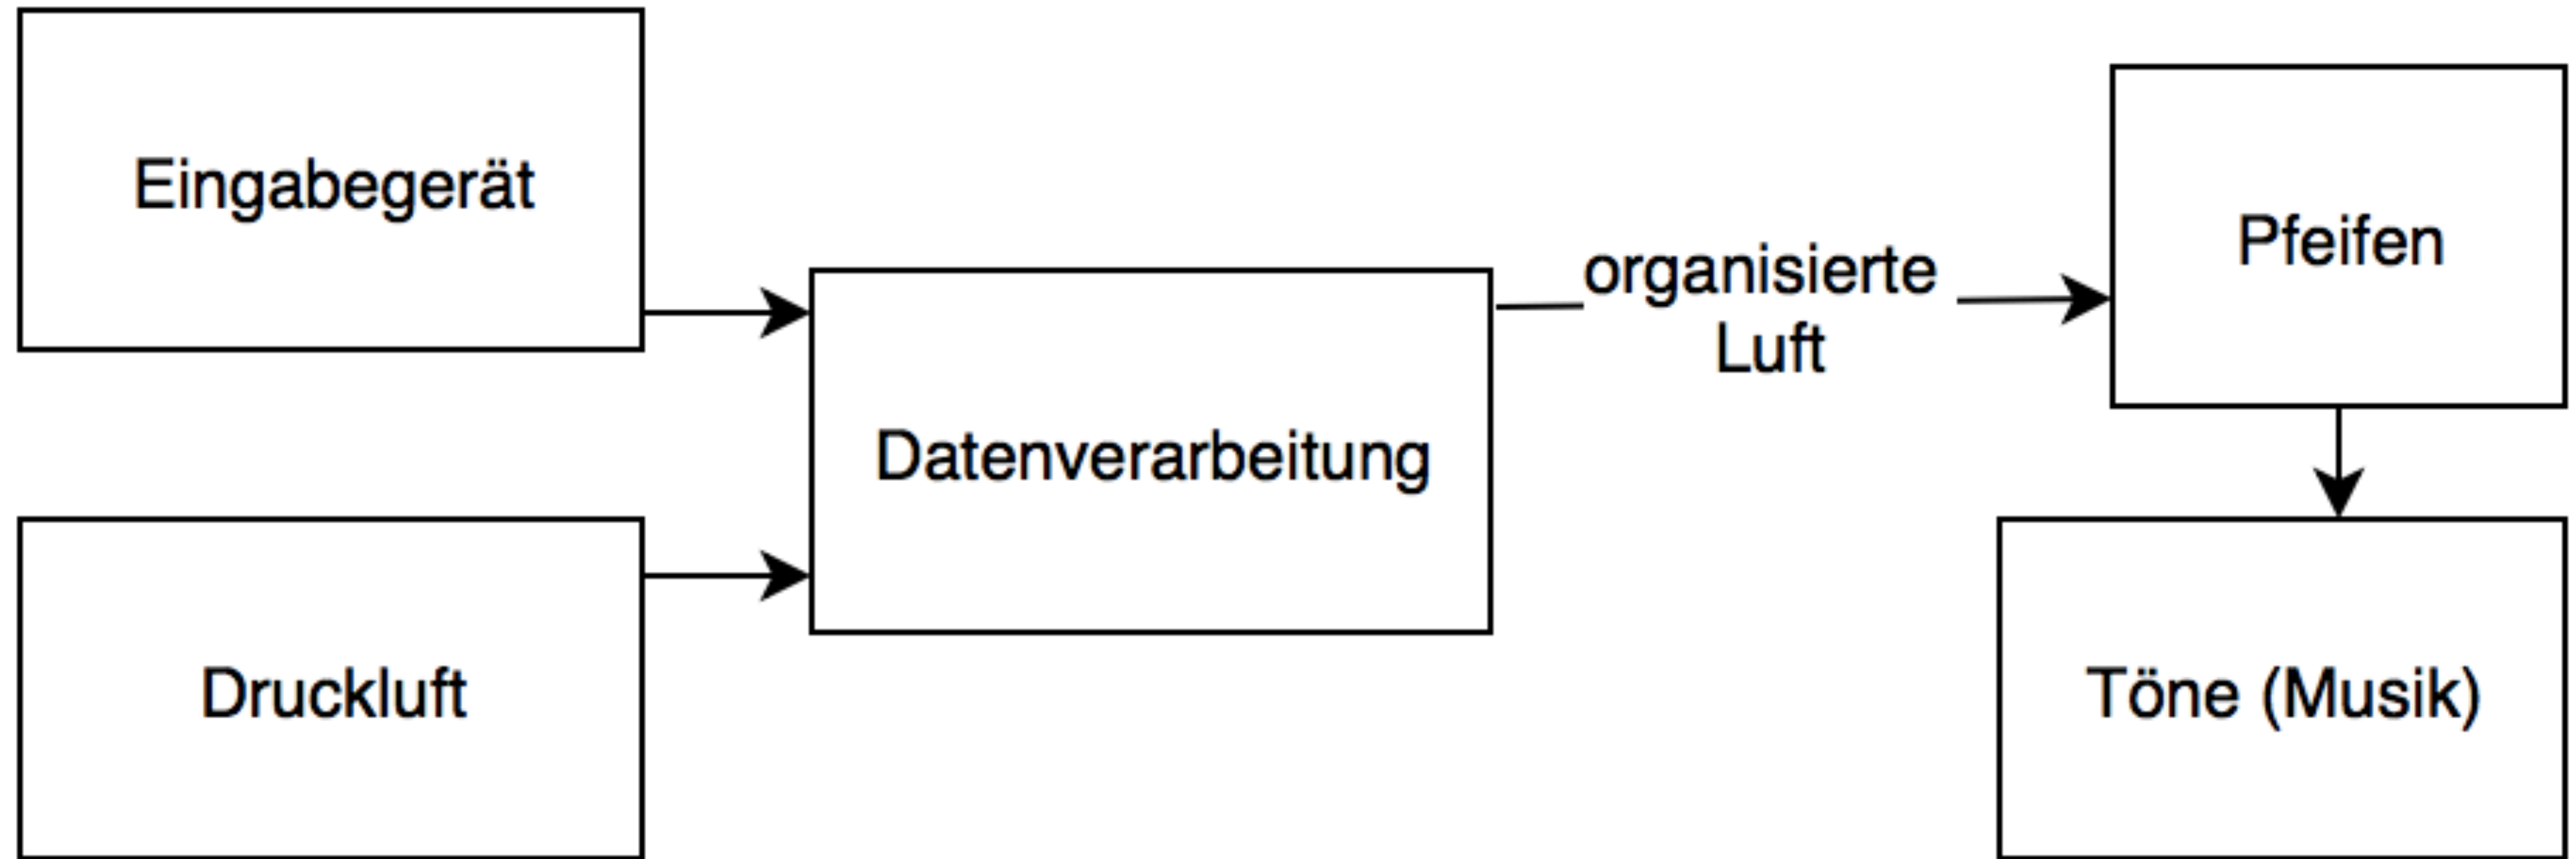 Eingabegerät
Druckluft
Datenverarbeitung
organisierte
Luft
Pfeifen
Töne (Musik)